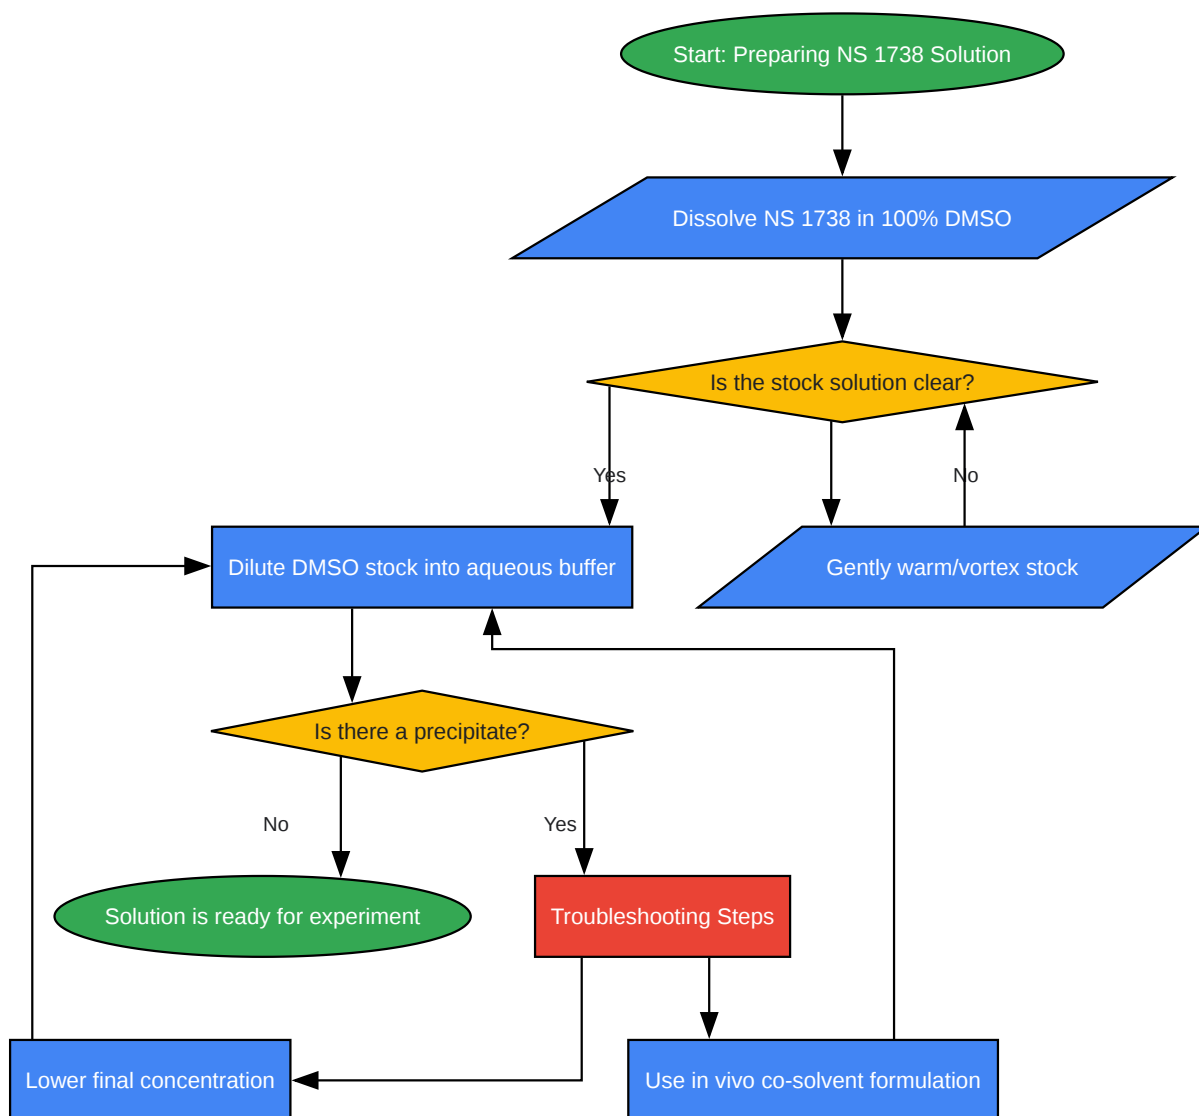 Start: Preparing NS 1738 Solution
Dissolve NS 1738 in 100% DMSO
Is the stock solution clear?
Yes
No
Dilute DMSO stock into aqueous buffer
Gently warm/vortex stock
Is there a precipitate?
No
Yes
Solution is ready for experiment
Troubleshooting Steps
Lower final concentration
Use in vivo co-solvent formulation